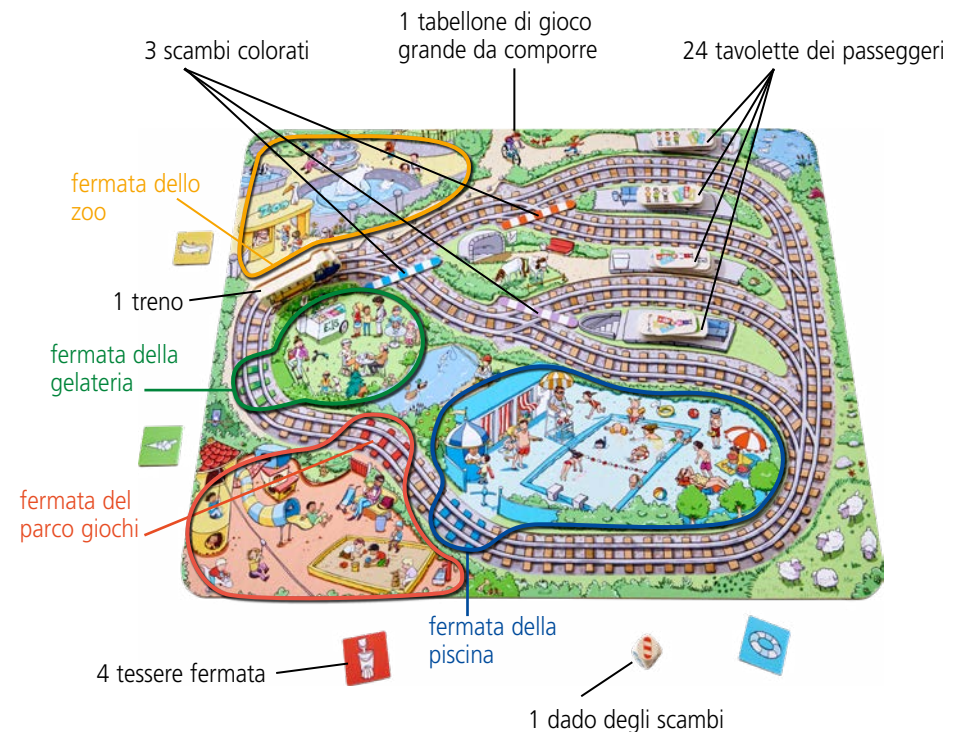 1 tabellone di gioco
grande da comporre
3 scambi colorati
24 tavolette dei passeggeri
fermata dello
zoo
ZOO
1 treno
EIS
fermata della
gelateria
fermata del
parco giochi
fermata della
piscina
4 tessere fermata
1 dado degli scambi